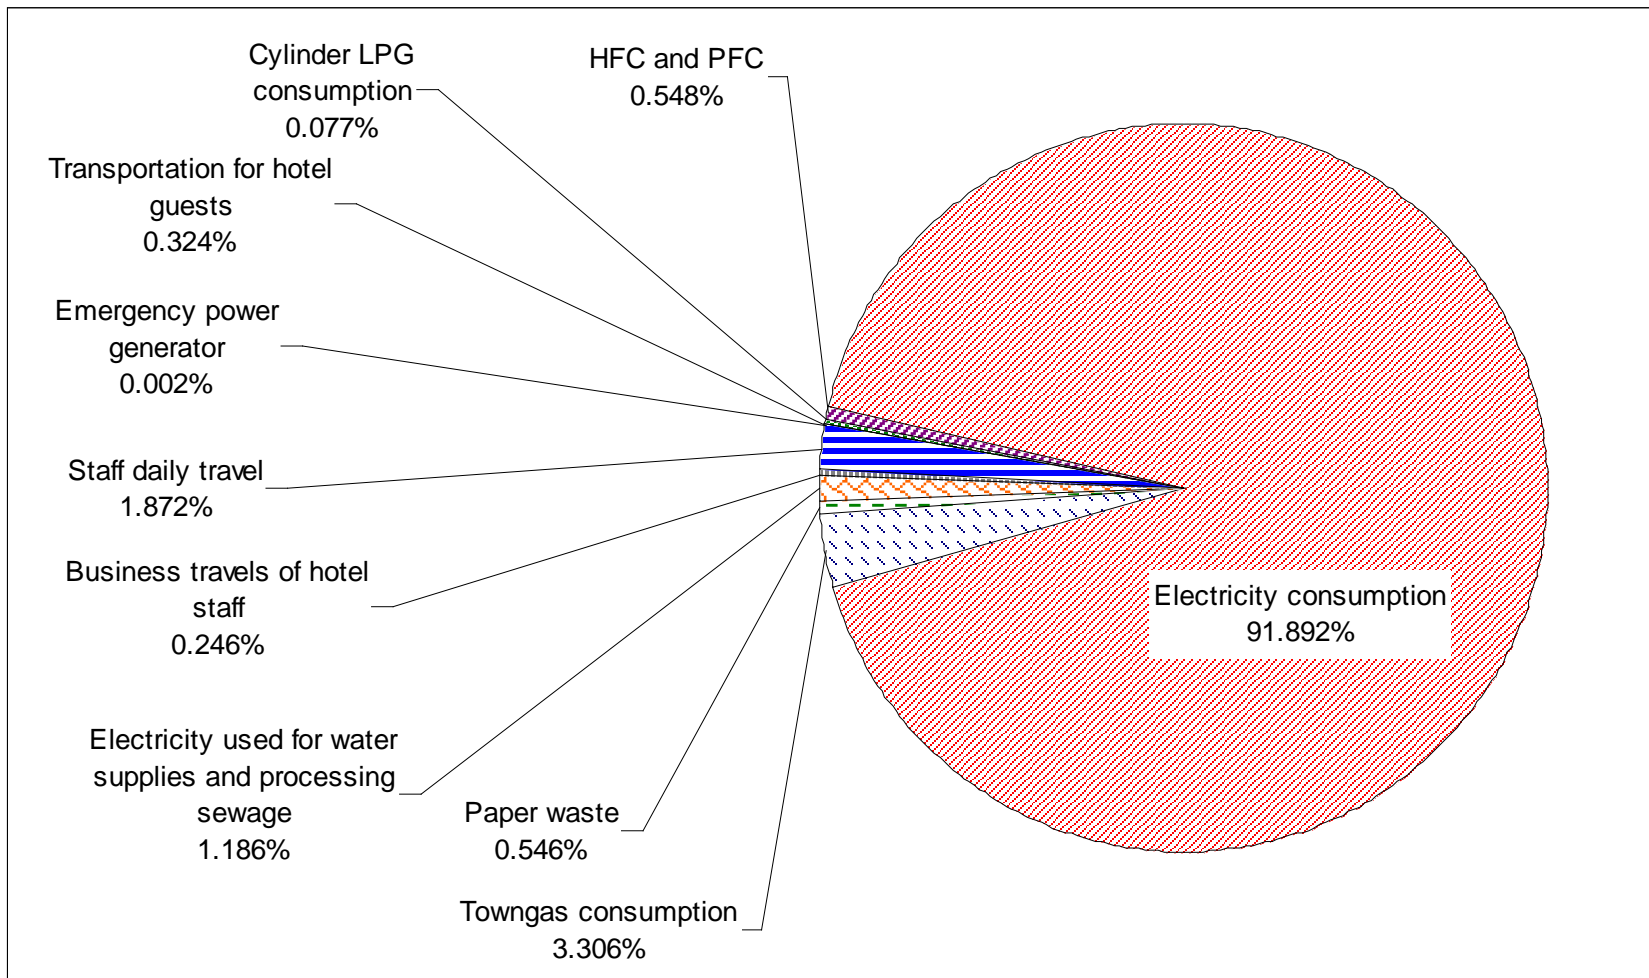 Cylinder LPG
consumption
0.077%
HFC and PFC
0.548%
Transportation for hotel
guests
0.324%
Emergency power
generator
0.002%
Staff daily travel
1.872%
Business travels of hotel
staff
0.246%
Electricity consumption
91.892%
Electricity used for water
supplies and processing
sewage
1.186%
Paper waste
0.546%
Towngas consumption
3.306%